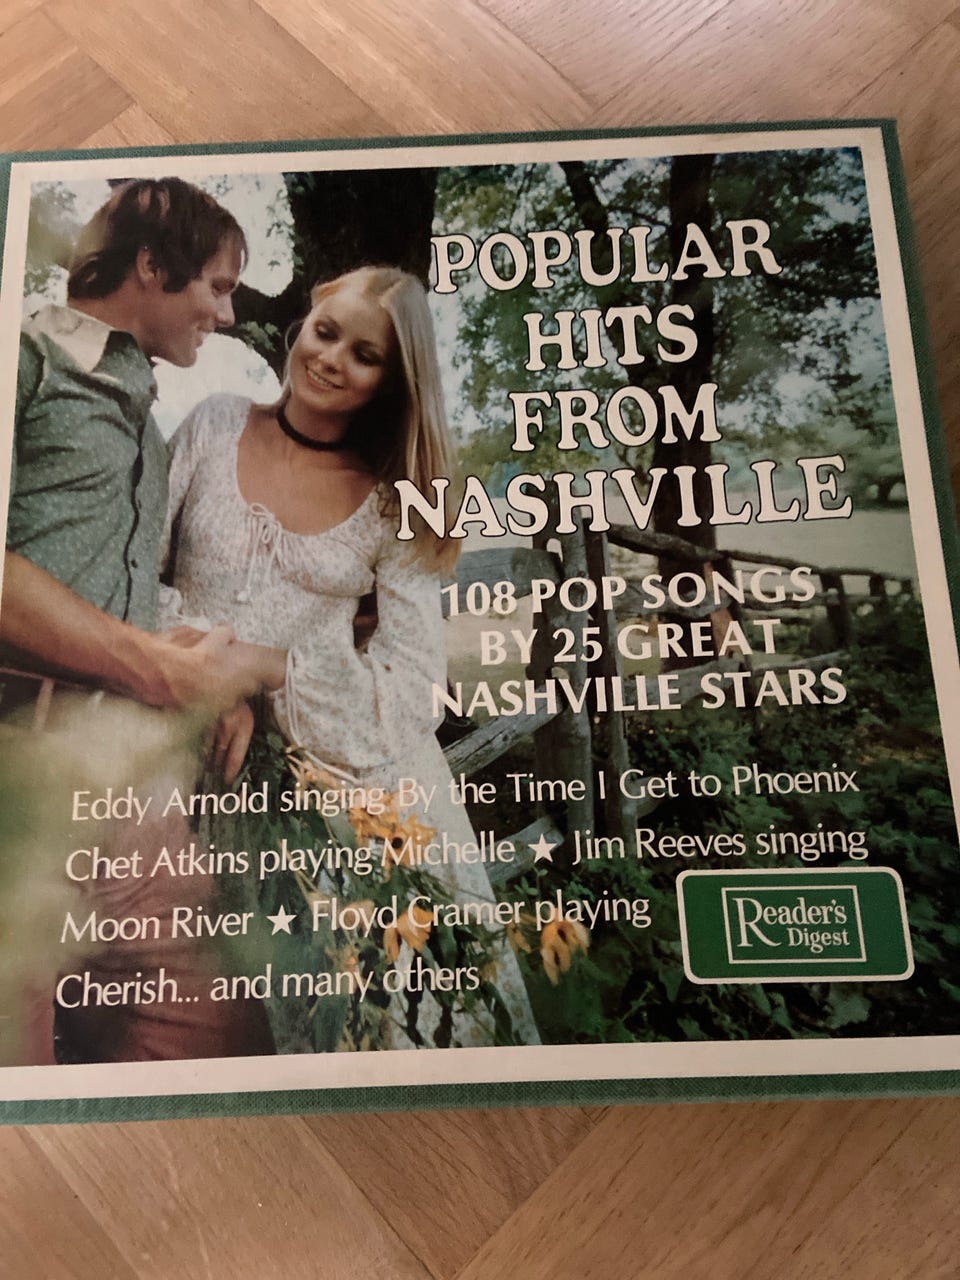 POPULAR
HITS
FROM
NASHVILLE
108 POP SONGS
BY 25 GREAT
NASHVILLE STARS
Eddy Arnold singing By the Time I Get to Phoenix
Chet Atkins playing Michelle ★ Jim Reeves singing
Moon River ★ Floyd Cramer playing
Cherish... and many others
Reader's
Digest